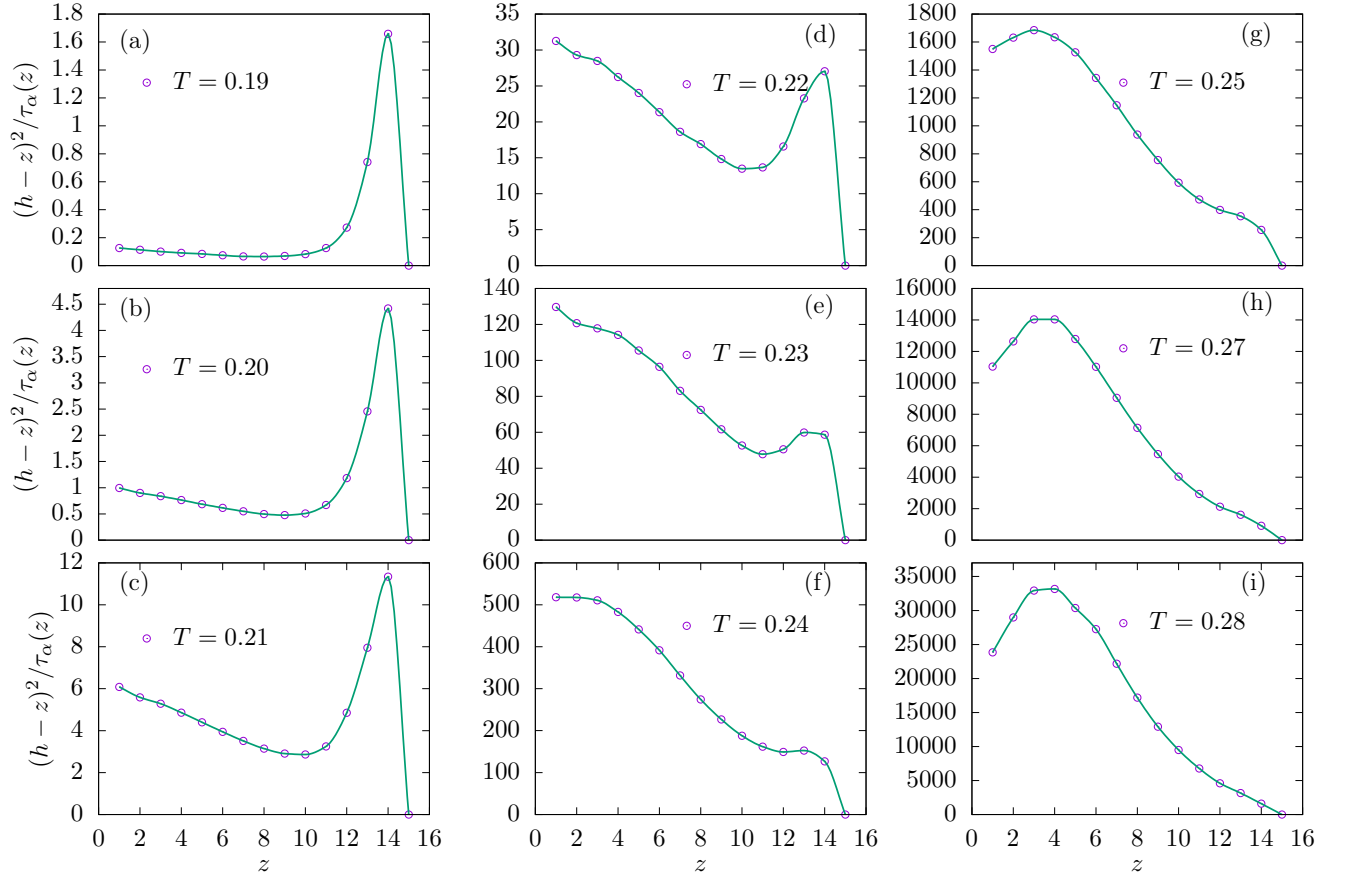 (a)
T = 0.19
(h − z)²/τα(z)
0
0.2
0.4
0.6
0.8
1
1.2
1.4
1.6
1.8
(d)
T = 0.22
0
5
10
15
20
25
30
35
(g)
T = 0.25
0
200
400
600
800
1000
1200
1400
1600
1800
(b)
T = 0.20
(h − z)²/τα(z)
0
0.5
1
1.5
2
2.5
3
3.5
4
4.5
(e)
T = 0.23
0
20
40
60
80
100
120
140
(h)
T = 0.27
0
2000
4000
6000
8000
10000
12000
14000
16000
(c)
T = 0.21
(h − z)²/τα(z)
0
2
4
6
8
10
12
0 2 4 6 8 10 12 14 16
z
(f)
T = 0.24
0
100
200
300
400
500
600
0 2 4 6 8 10 12 14 16
z
(i)
T = 0.28
0
5000
10000
15000
20000
25000
30000
35000
0 2 4 6 8 10 12 14 16
z